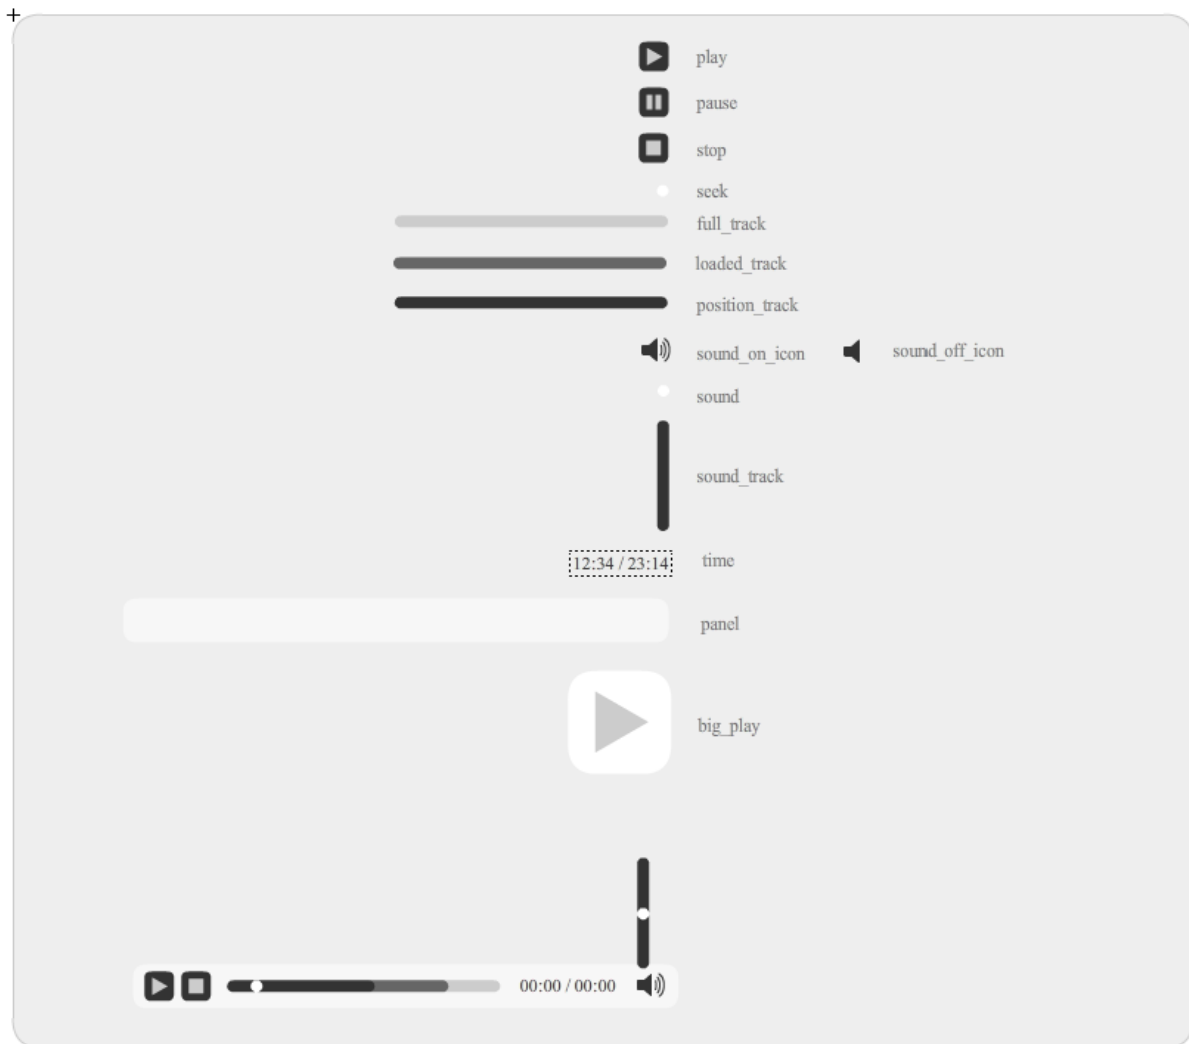 play
pause
stop
seek
full_track
loaded_track
position_track
sound_on_icon sound_off_icon
sound
sound_track
12:34 / 23:14 time
panel
big_play
00:00 / 00:00